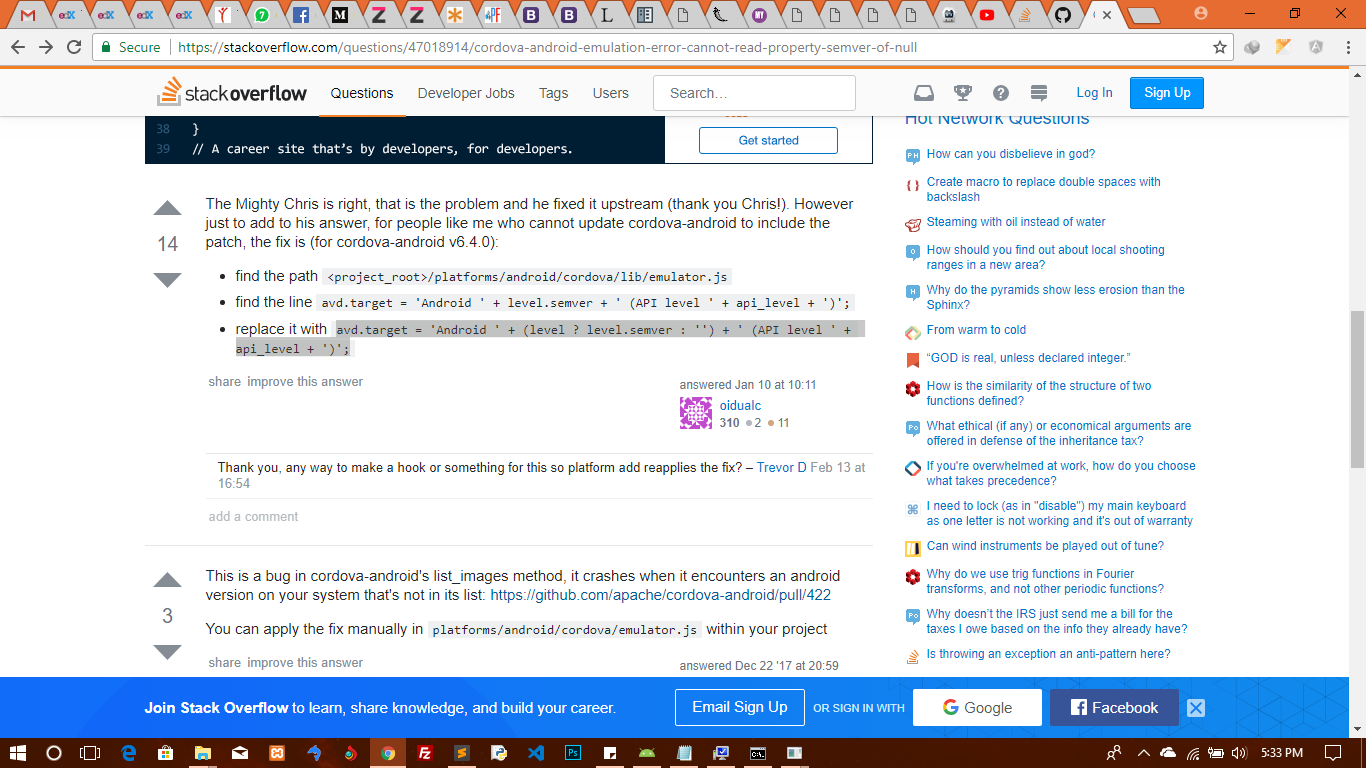 Secure https://stackoverflow.com/questions/47018914/cordova-android-emulation-error-cannot-read-property-semver-of-null
stackoverflow Questions Developer Jobs Tags Users Search... Log In Sign Up
38 }
39 // A career site that's by developers, for developers.
Get started
The Mighty Chris is right, that is the problem and he fixed it upstream (thank you Chris!). However
just to add to his answer, for people like me who cannot update cordova-android to include the
patch, the fix is (for cordova-android v6.4.0):
14
• find the path <project_root>/platforms/android/cordova/lib/emulator.js
• find the line avd.target = 'Android ' + level.semver + ' (API level ' + api_level + ')';
• replace it with avd.target = 'Android ' + (level ? level.semver : '') + ' (API level ' +
api_level + ')';
share improve this answer
answered Jan 10 at 10:11
oidualc
310 ●2 ●11
Thank you, any way to make a hook or something for this so platform add reapplies the fix? – Trevor D Feb 13 at
16:54
add a comment
This is a bug in cordova-android's list_images method, it crashes when it encounters an android
version on your system that's not in its list: https://github.com/apache/cordova-android/pull/422
3
You can apply the fix manually in platforms/android/cordova/emulator.js within your project
share improve this answer
answered Dec 22 '17 at 20:59
Hot Network Questions
How can you disbelieve in god?
Create macro to replace double spaces with
backslash
Steaming with oil instead of water
How should you find out about local shooting
ranges in a new area?
Why do the pyramids show less erosion than the
Sphinx?
From warm to cold
“GOD is real, unless declared integer.”
How is the similarity of the structure of two
functions defined?
What ethical (if any) or economical arguments are
offered in defense of the inheritance tax?
If you're overwhelmed at work, how do you choose
what takes precedence?
I need to lock (as in "disable") my main keyboard
as one letter is not working and it's out of warranty
Can wind instruments be played out of tune?
Why do we use trig functions in Fourier
transforms, and not other periodic functions?
Why doesn’t the IRS just send me a bill for the
taxes I owe based on the info they already have?
Is throwing an exception an anti-pattern here?
Join Stack Overflow to learn, share knowledge, and build your career. Email Sign Up OR SIGN IN WITH Google Facebook
5:33 PM